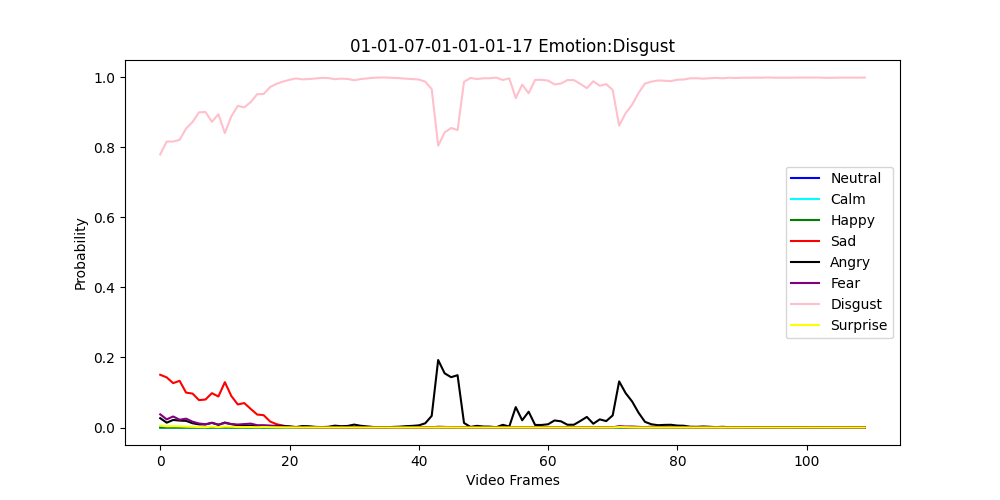 01-01-07-01-01-01-17 Emotion:Disgust
1.0
0.8
0.6
0.4
0.2
0.0
Probability
0 20 40 60 80 100
Video Frames
Neutral
Calm
Happy
Sad
Angry
Fear
Disgust
Surprise